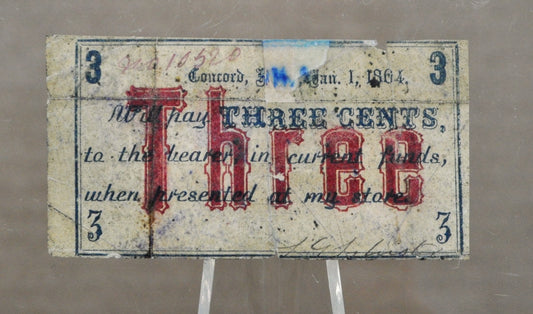 3 3
10520
Concord, Jan. 1, 1864.
Will pay THREE CENTS,
to the bearer, in current funds,
when presented at my store.
Three
3 3